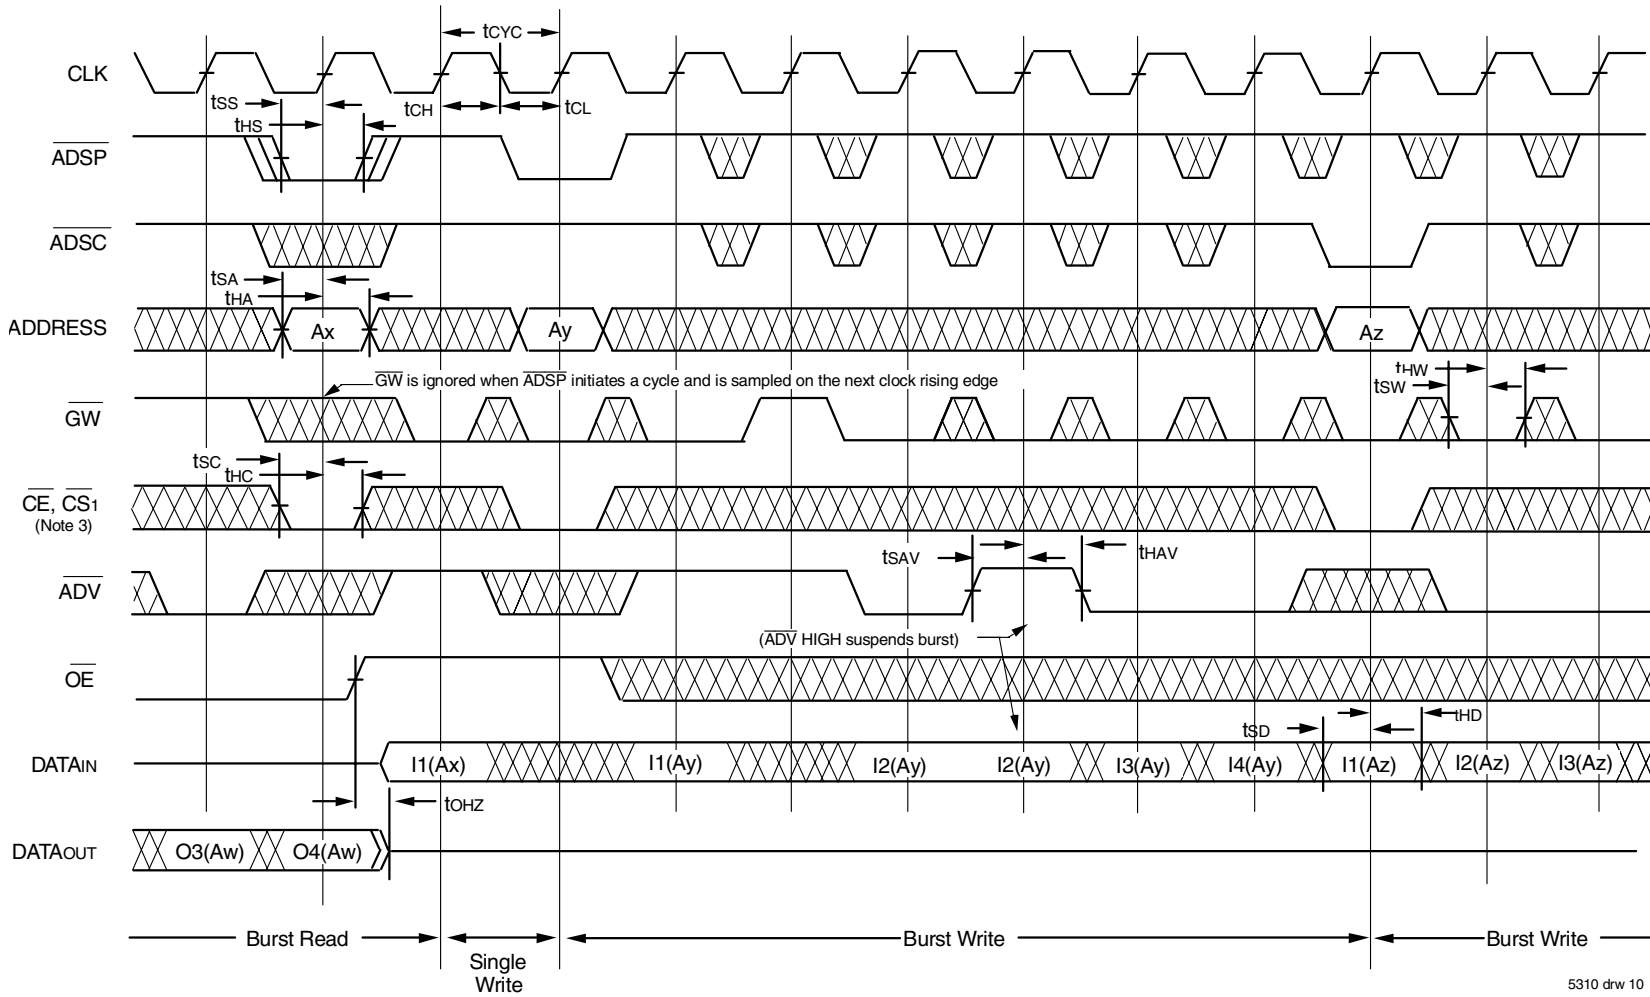 tCYC
CLK
tSS
tCH
tCL
tHS
ADSP
ADSC
tSA
tHA
ADDRESS
Ax
Ay
Az
GW is ignored when ADSP initiates a cycle and is sampled on the next clock rising edge
tHW
tSW
GW
tSC
tHC
CE, CS1
(Note 3)
tSAV
tHAV
ADV
(ADV HIGH suspends burst)
OE
tSD
tHD
DATAIN
I1(Ax)
I1(Ay)
I2(Ay)
I2(Ay)
I3(Ay)
I4(Ay)
I1(Az)
I2(Az)
I3(Az)
tOHZ
DATAOUT
O3(Aw)
O4(Aw)
Burst Read
Single
Write
Burst Write
Burst Write
5310 drw 10